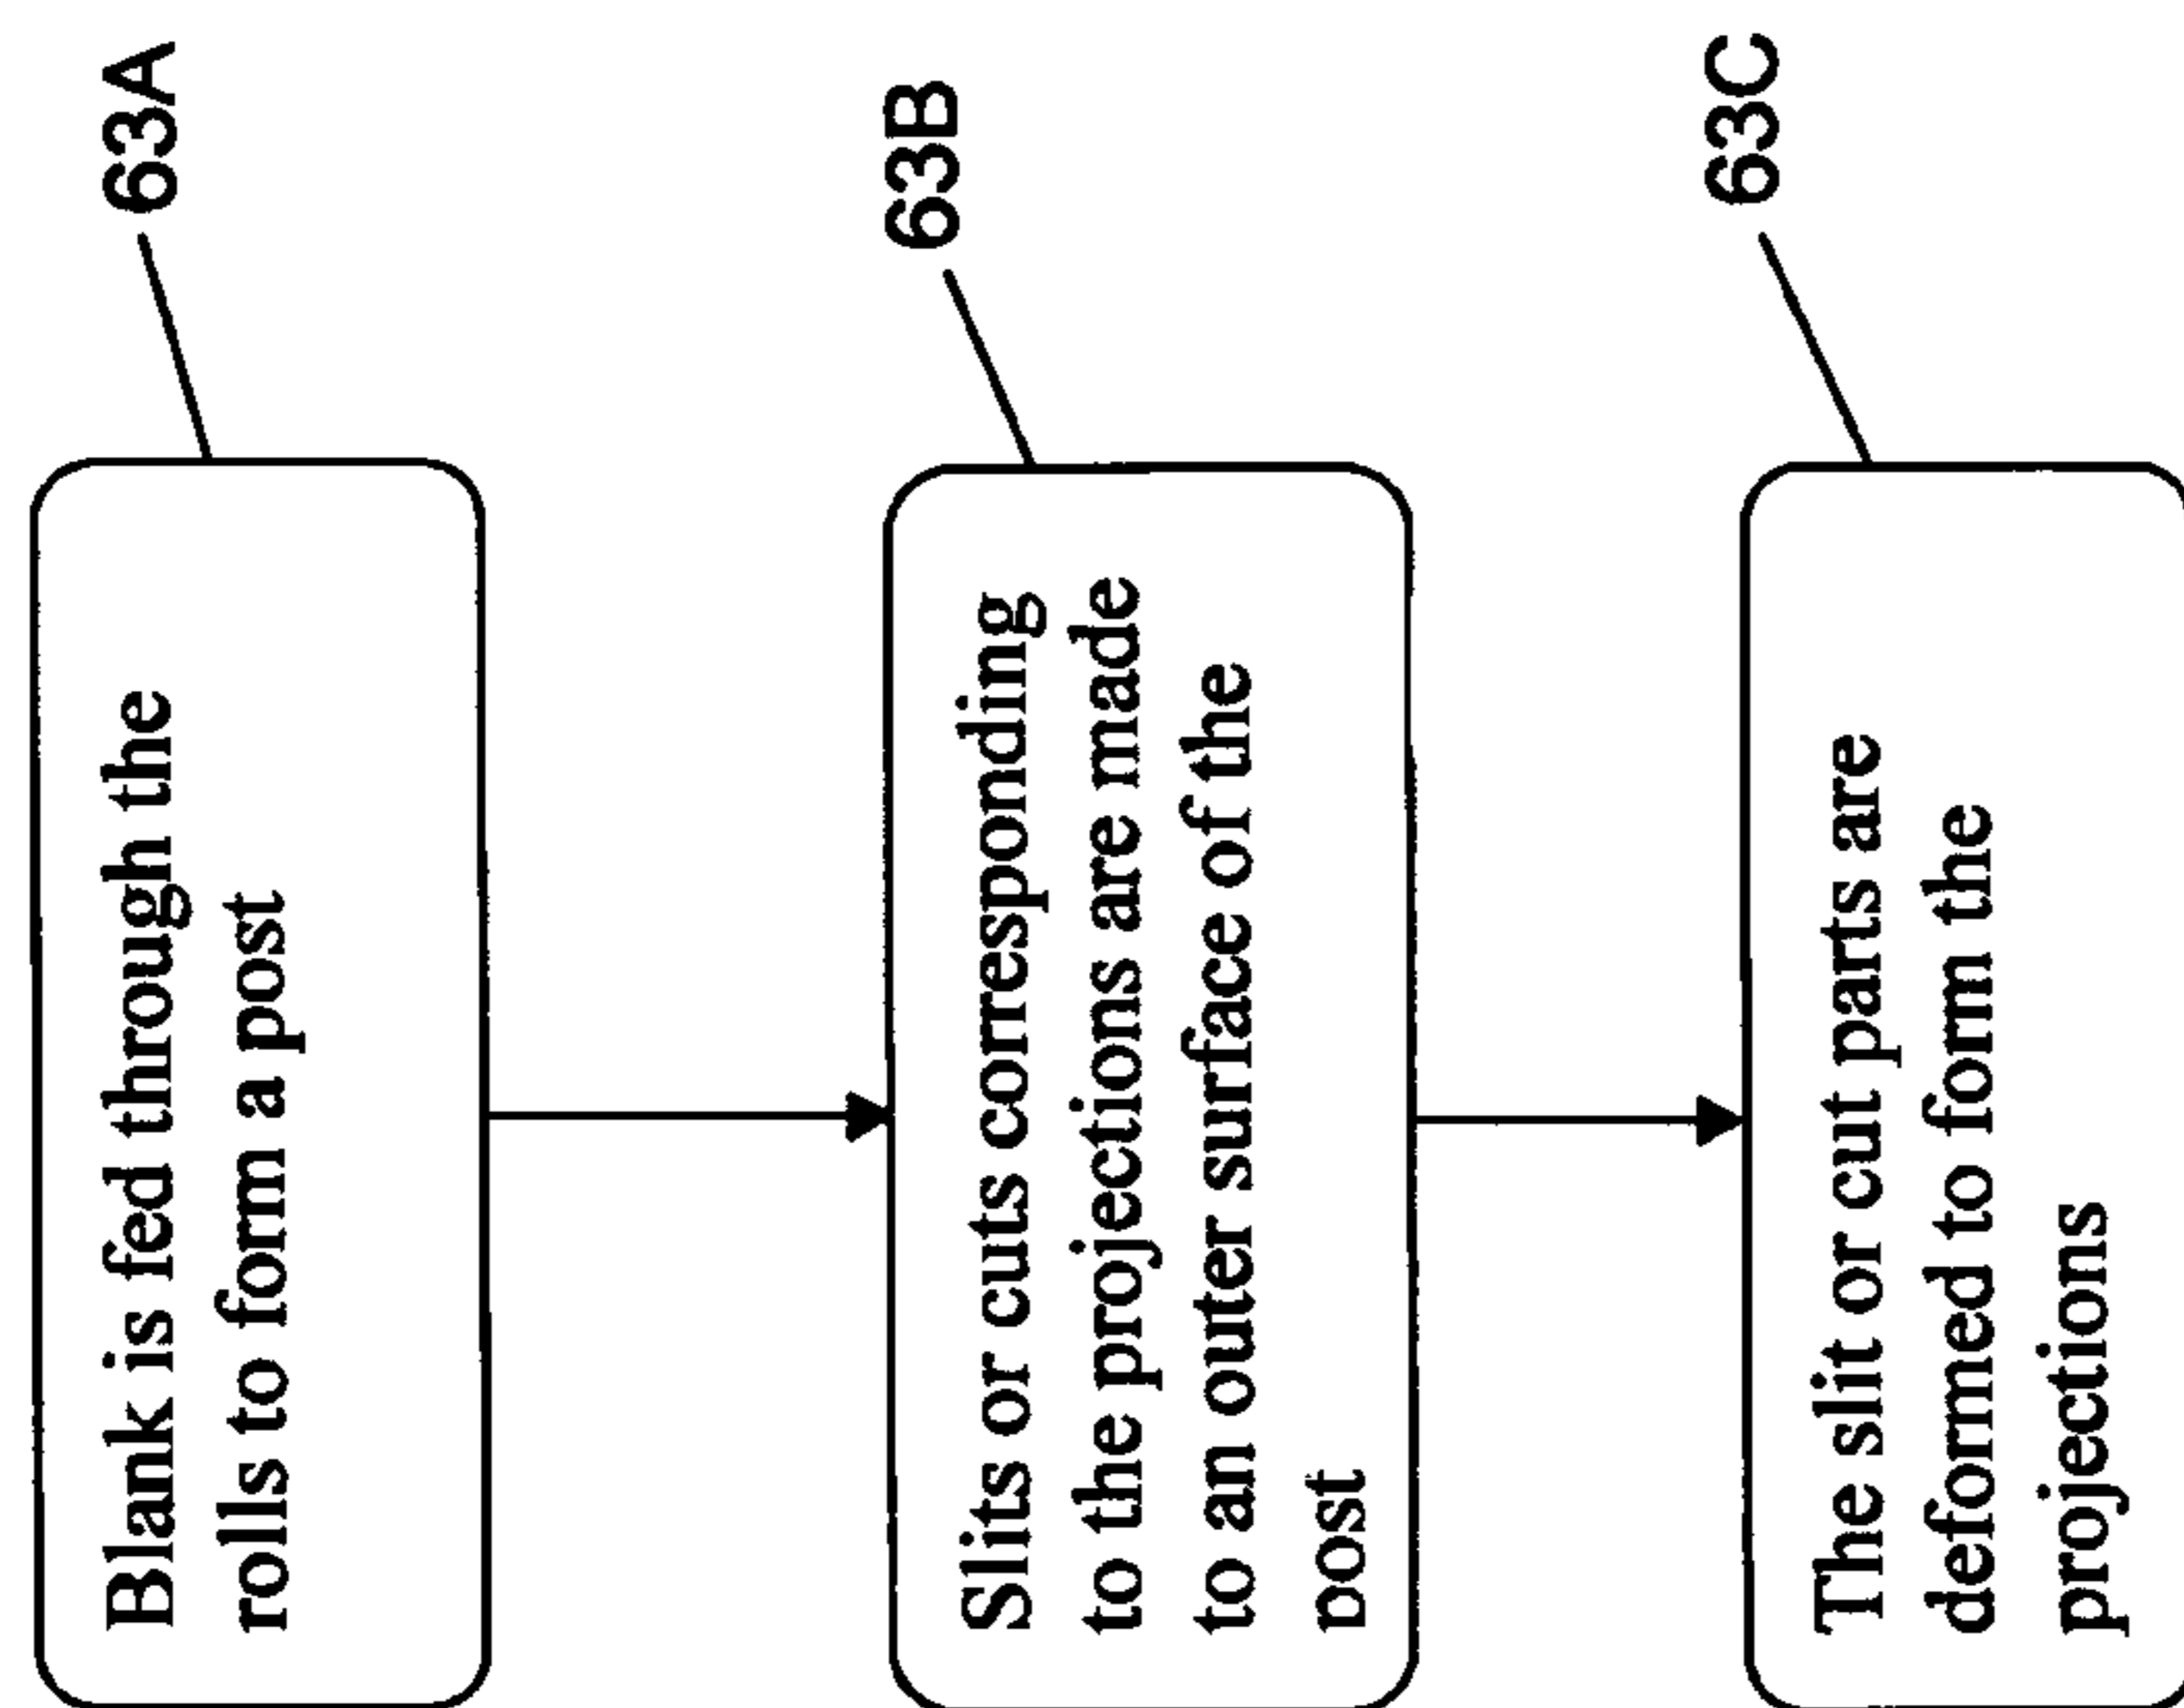 Blank is fed through the
rolls to form a post
63A
Slits or cuts corresponding
to the projections are made
to an outer surface of the
post
63B
The slit or cut parts are
deformed to form the
projections
63C